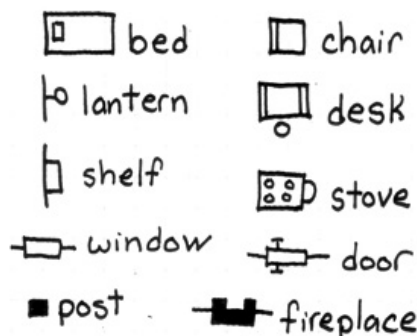 bed
chair
lantern
desk
shelf
stove
window
door
post
fireplace